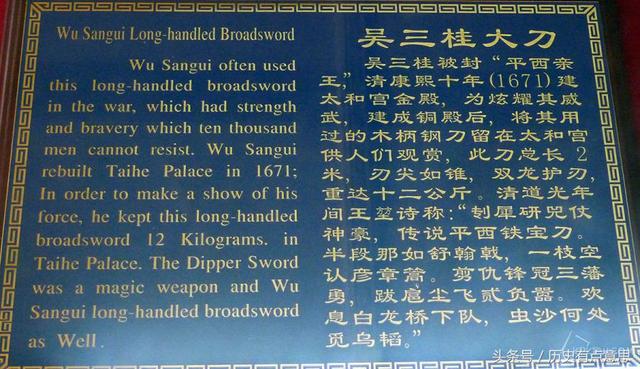 Wu Sangui Long-handled Broadsword
Wu Sangui often used
this long-handled broadsword
in the war, which had strength
and bravery which ten thousand
men cannot resist. Wu Sangui
rebuilt Taihe Palace in 1671;
In order to make a show of his
force, he kept this long-handled
broadsword 12 Kilograms. in
Taihe Palace. The Dipper Sword
was a magic weapon and Wu
Sangui long-handled broadsword
as Well.
吴三桂大刀
吴三桂被封“平西亲
王,”清康熙十年(1671)建
太和宫金殿，为炫耀其威
武，建成铜殿后，将其用
过的木柄钢刀留在太和宫
供人们观赏，此刀总长2
米，刃尖如锥，双龙护刃，
重达十二公斤。清道光年
间王堃诗称:“刳犀研兕仗
神豪，传说平西铁宝刀。
半段那如舒翰戟，一枝空
认彦章篙。剪仇锋冠三藩
勇，跋扈尘飞贰负嚣。欢
息白龙桥下队，虫沙何处
觅乌韬。”
头条号/历史有点意思